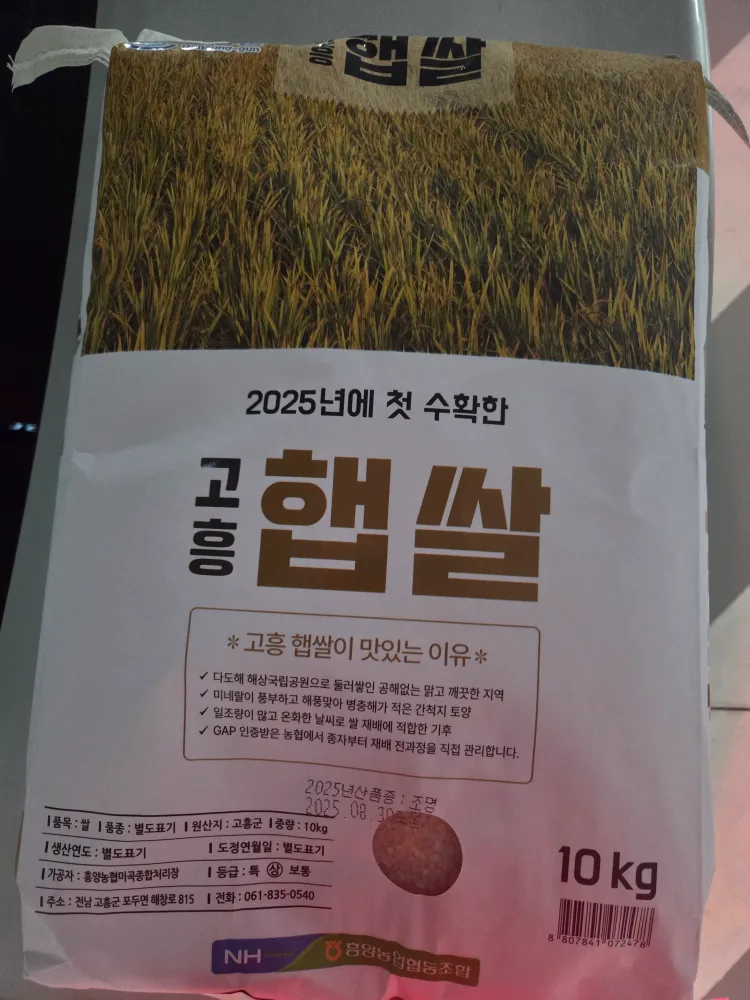 햅쌀
2025년에 첫 수확한
고흥 햅쌀
*고흥 햅쌀이 맛있는 이유*
✓ 다도해 해상국립공원으로 둘러쌓인 공해없는 맑고 깨끗한 지역
✓ 미네랄이 풍부하고 해풍맞아 병충해가 적은 간척지 토양
✓ 일조량이 많고 온화한 날씨로 쌀 재배에 적합한 기후
✓ GAP 인증받은 농협에서 종자부터 재배 전과정을 직접 관리합니다.
2025년산품종 : 조명
2025.08.30
품목 : 쌀 품종 : 별도표기 원산지 : 고흥군 중량 : 10kg
생산연도 : 별도표기 도정연월일 : 별도표기
가공자 : 흥양농협미곡종합처리장 등급 : 특 상 보통
주소 : 전남 고흥군 포두면 해창로 815 전화 : 061-835-0540
10 kg
8 807841 072478
NH 흥양농업협동조합